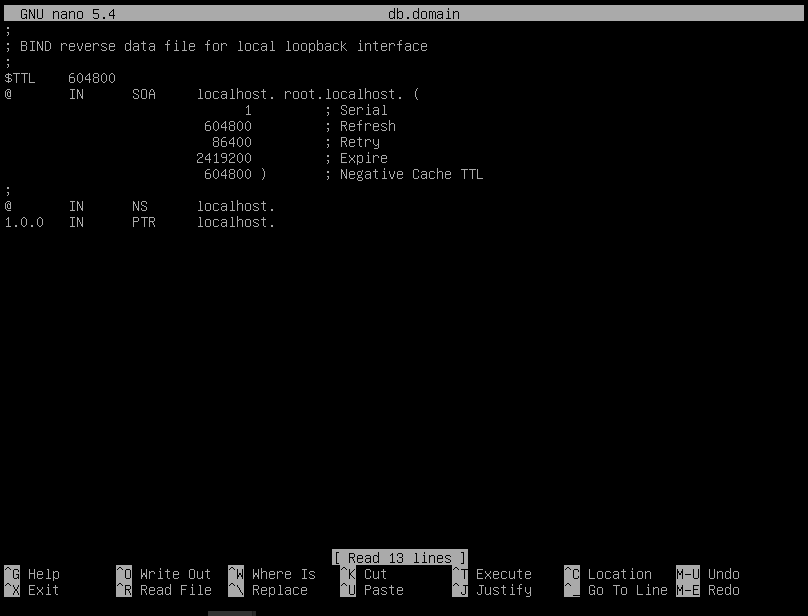 GNU nano 5.4                                  db.domain
;
; BIND reverse data file for local loopback interface
;
$TTL    604800
@       IN      SOA     localhost. root.localhost. (
                              1         ; Serial
                         604800         ; Refresh
                          86400         ; Retry
                        2419200         ; Expire
                         604800 )       ; Negative Cache TTL
;
@       IN      NS      localhost.
1.0.0   IN      PTR     localhost.
[ Read 13 lines ]
^G Help       ^O Write Out  ^W Where Is   ^K Cut        ^T Execute    ^C Location   M-U Undo
^X Exit       ^R Read File  ^\ Replace    ^U Paste      ^J Justify    ^_ Go To Line M-E Redo